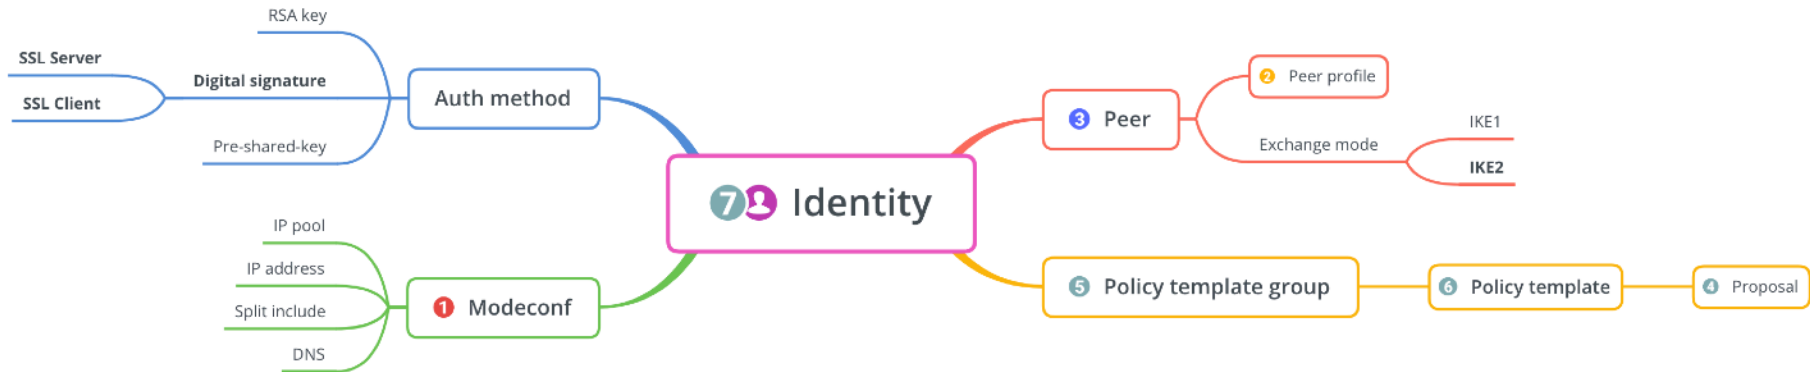 RSA key
SSL Server
Digital signature
SSL Client
Auth method
Pre-shared-key
IP pool
IP address
Split include
DNS
1 Modeconf
7 Identity
3 Peer
2 Peer profile
Exchange mode
IKE1
IKE2
5 Policy template group
6 Policy template
4 Proposal